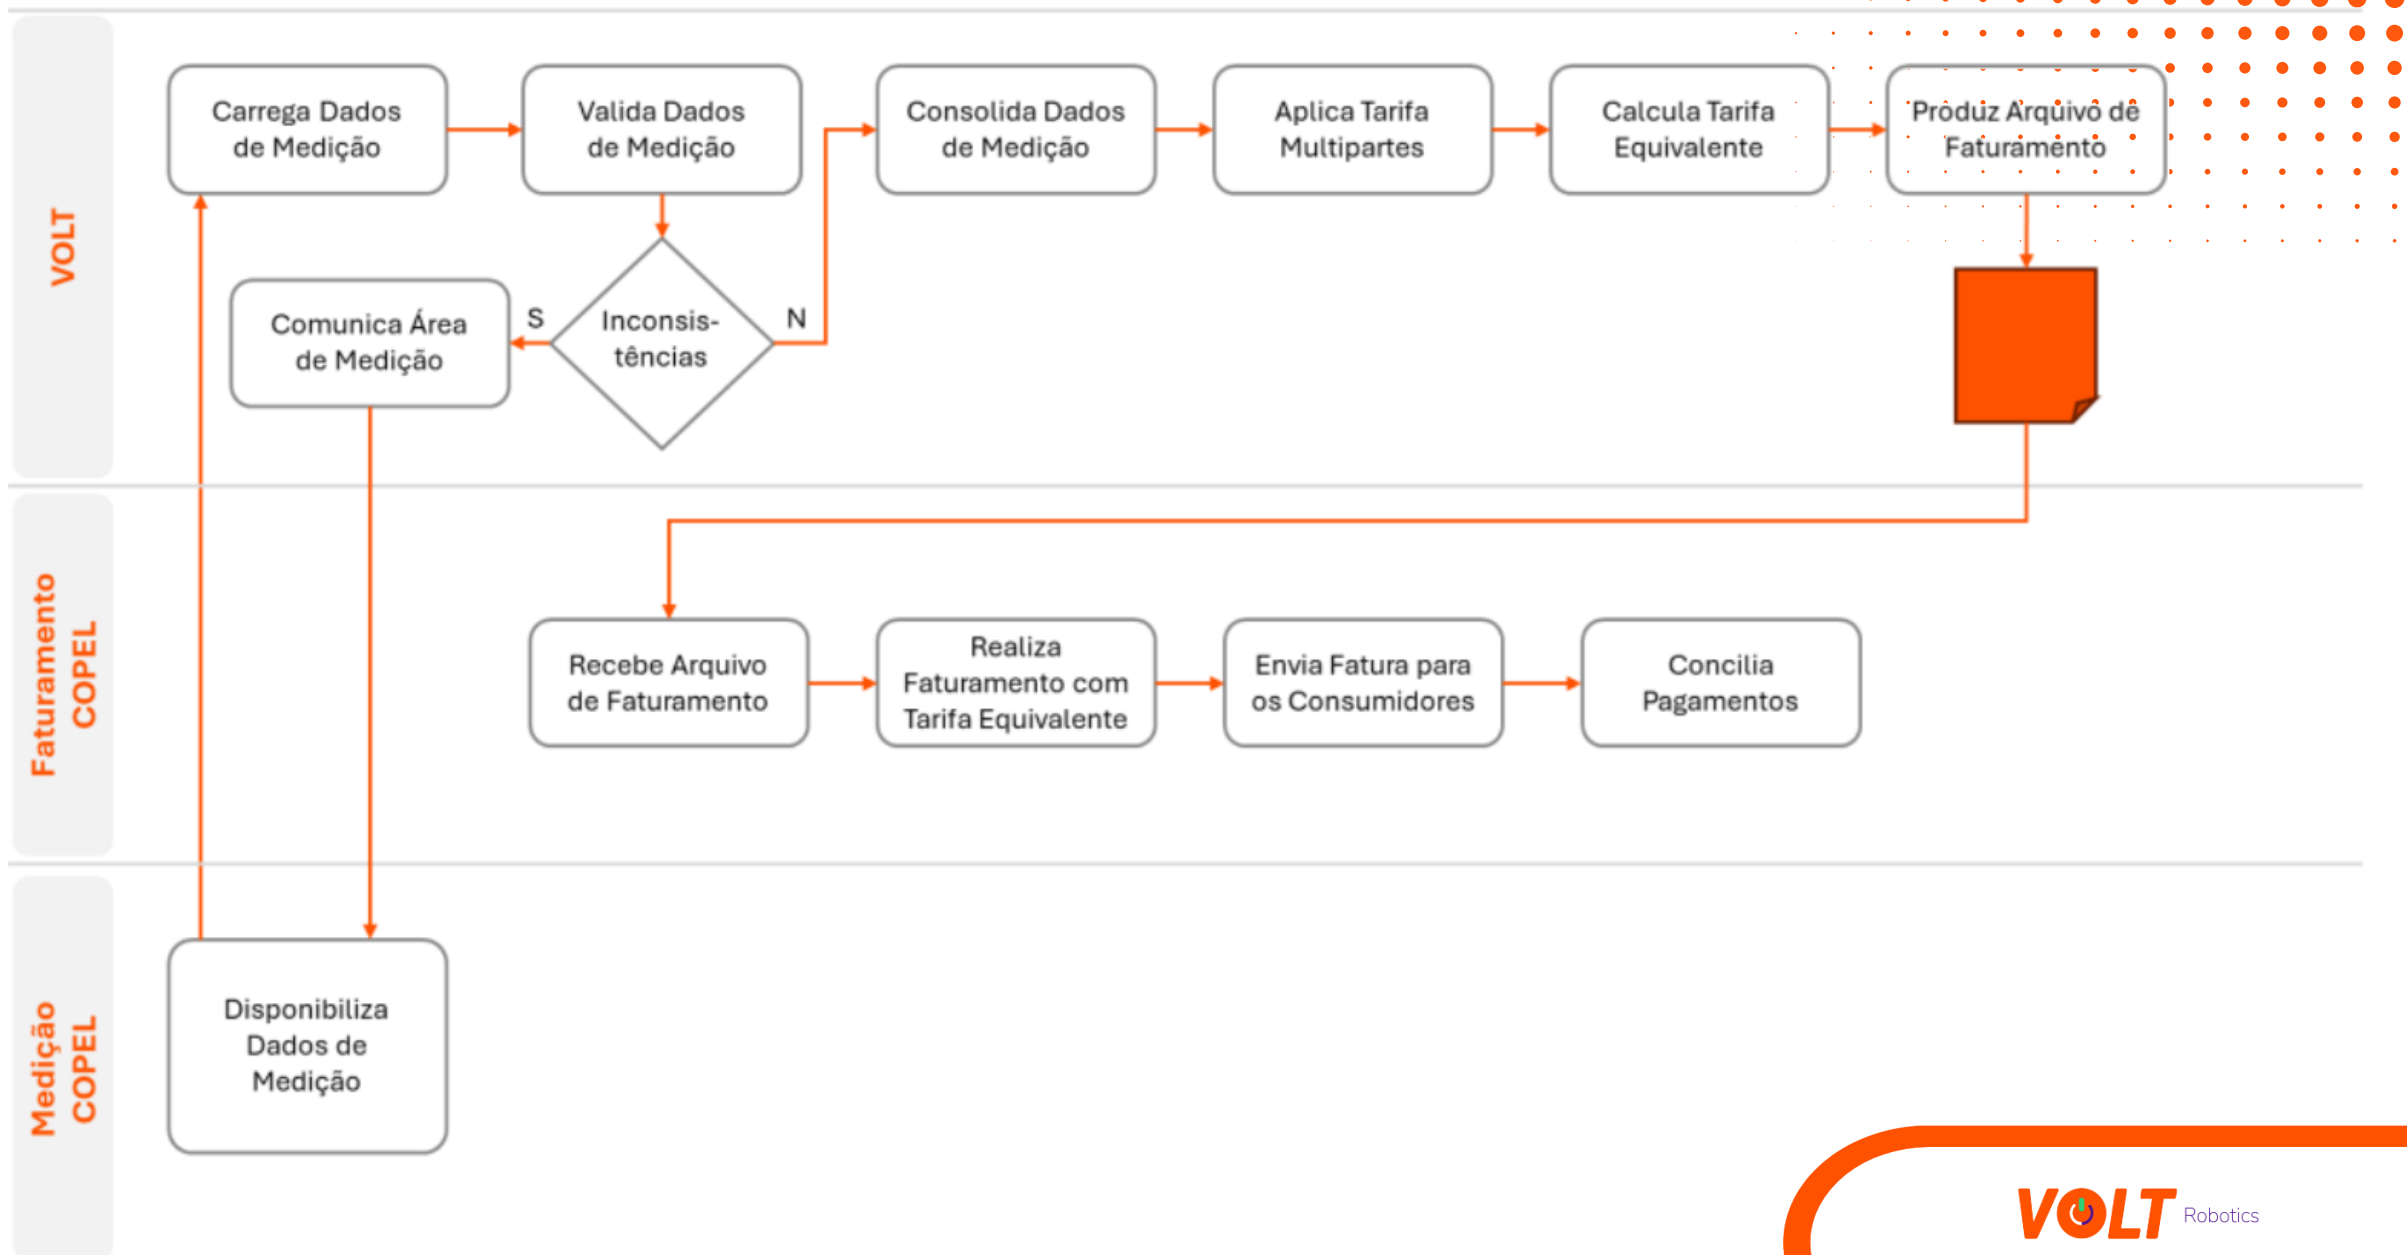 VOLT
Carrega Dados
de Medição
Valida Dados
de Medição
Consolida Dados
de Medição
Aplica Tarifa
Multipartes
Calcula Tarifa
Equivalente
Produz Arquivo de
Faturamento
Comunica Área
de Medição
S
Inconsis-
tências
N
Faturamento
COPEL
Recebe Arquivo
de Faturamento
Realiza
Faturamento com
Tarifa Equivalente
Envia Fatura para
os Consumidores
Concilia
Pagamentos
Medição
COPEL
Disponibiliza
Dados de
Medição
VOLT Robotics